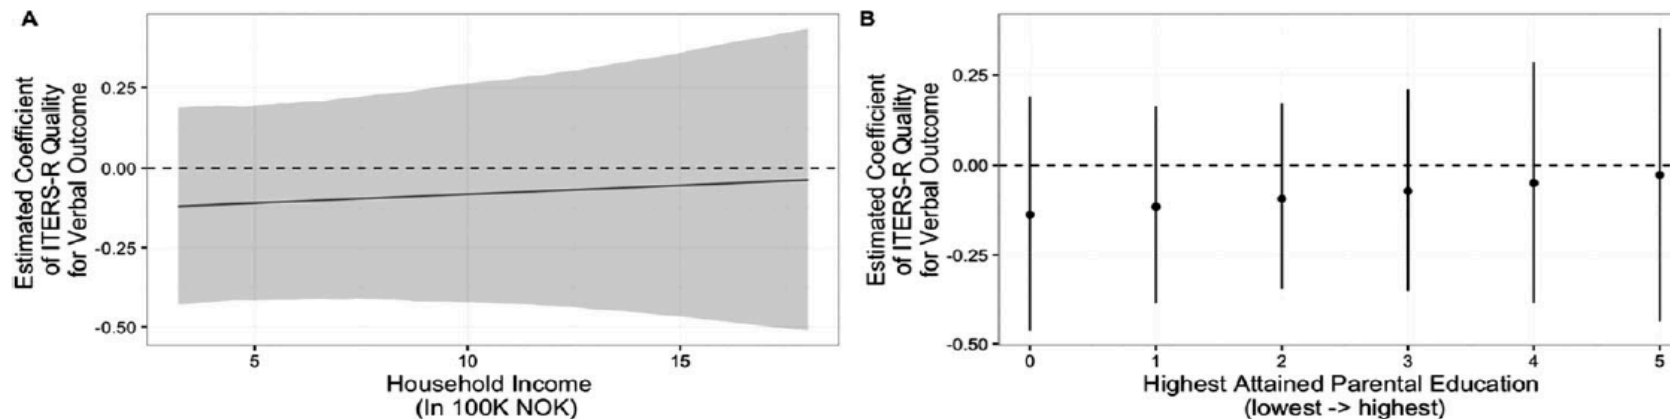 A
Estimated Coefficient
of ITERS-R Quality
for Verbal Outcome
0.25
0.00
-0.25
-0.50
5
10
15
Household Income
(In 100K NOK)
B
Estimated Coefficient
of ITERS-R Quality
for Verbal Outcome
0.25
0.00
-0.25
-0.50
0
1
2
3
4
5
Highest Attained Parental Education
(lowest -> highest)